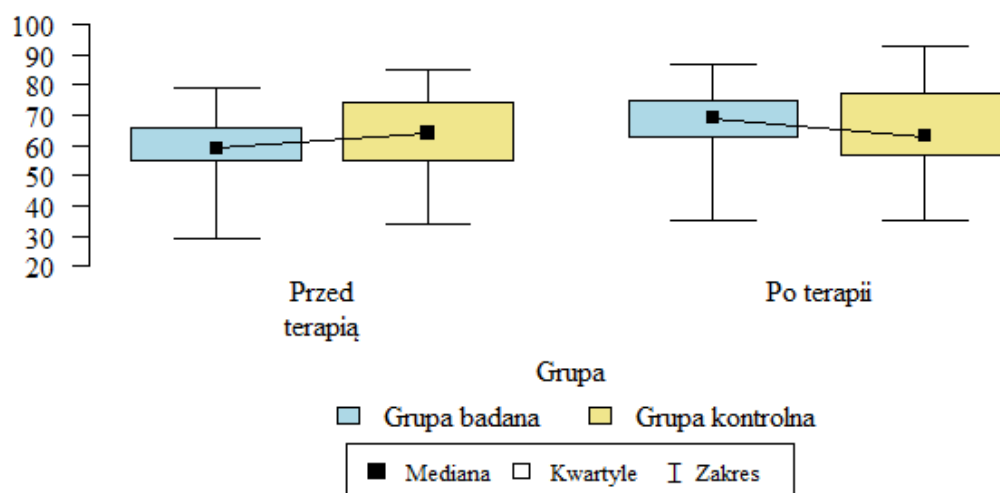 100
90
80
70
60
50
40
30
20
Przed
terapią
Po terapii
Grupa
Grupa badana
Grupa kontrolna
Mediana
Kwartyle
Zakres